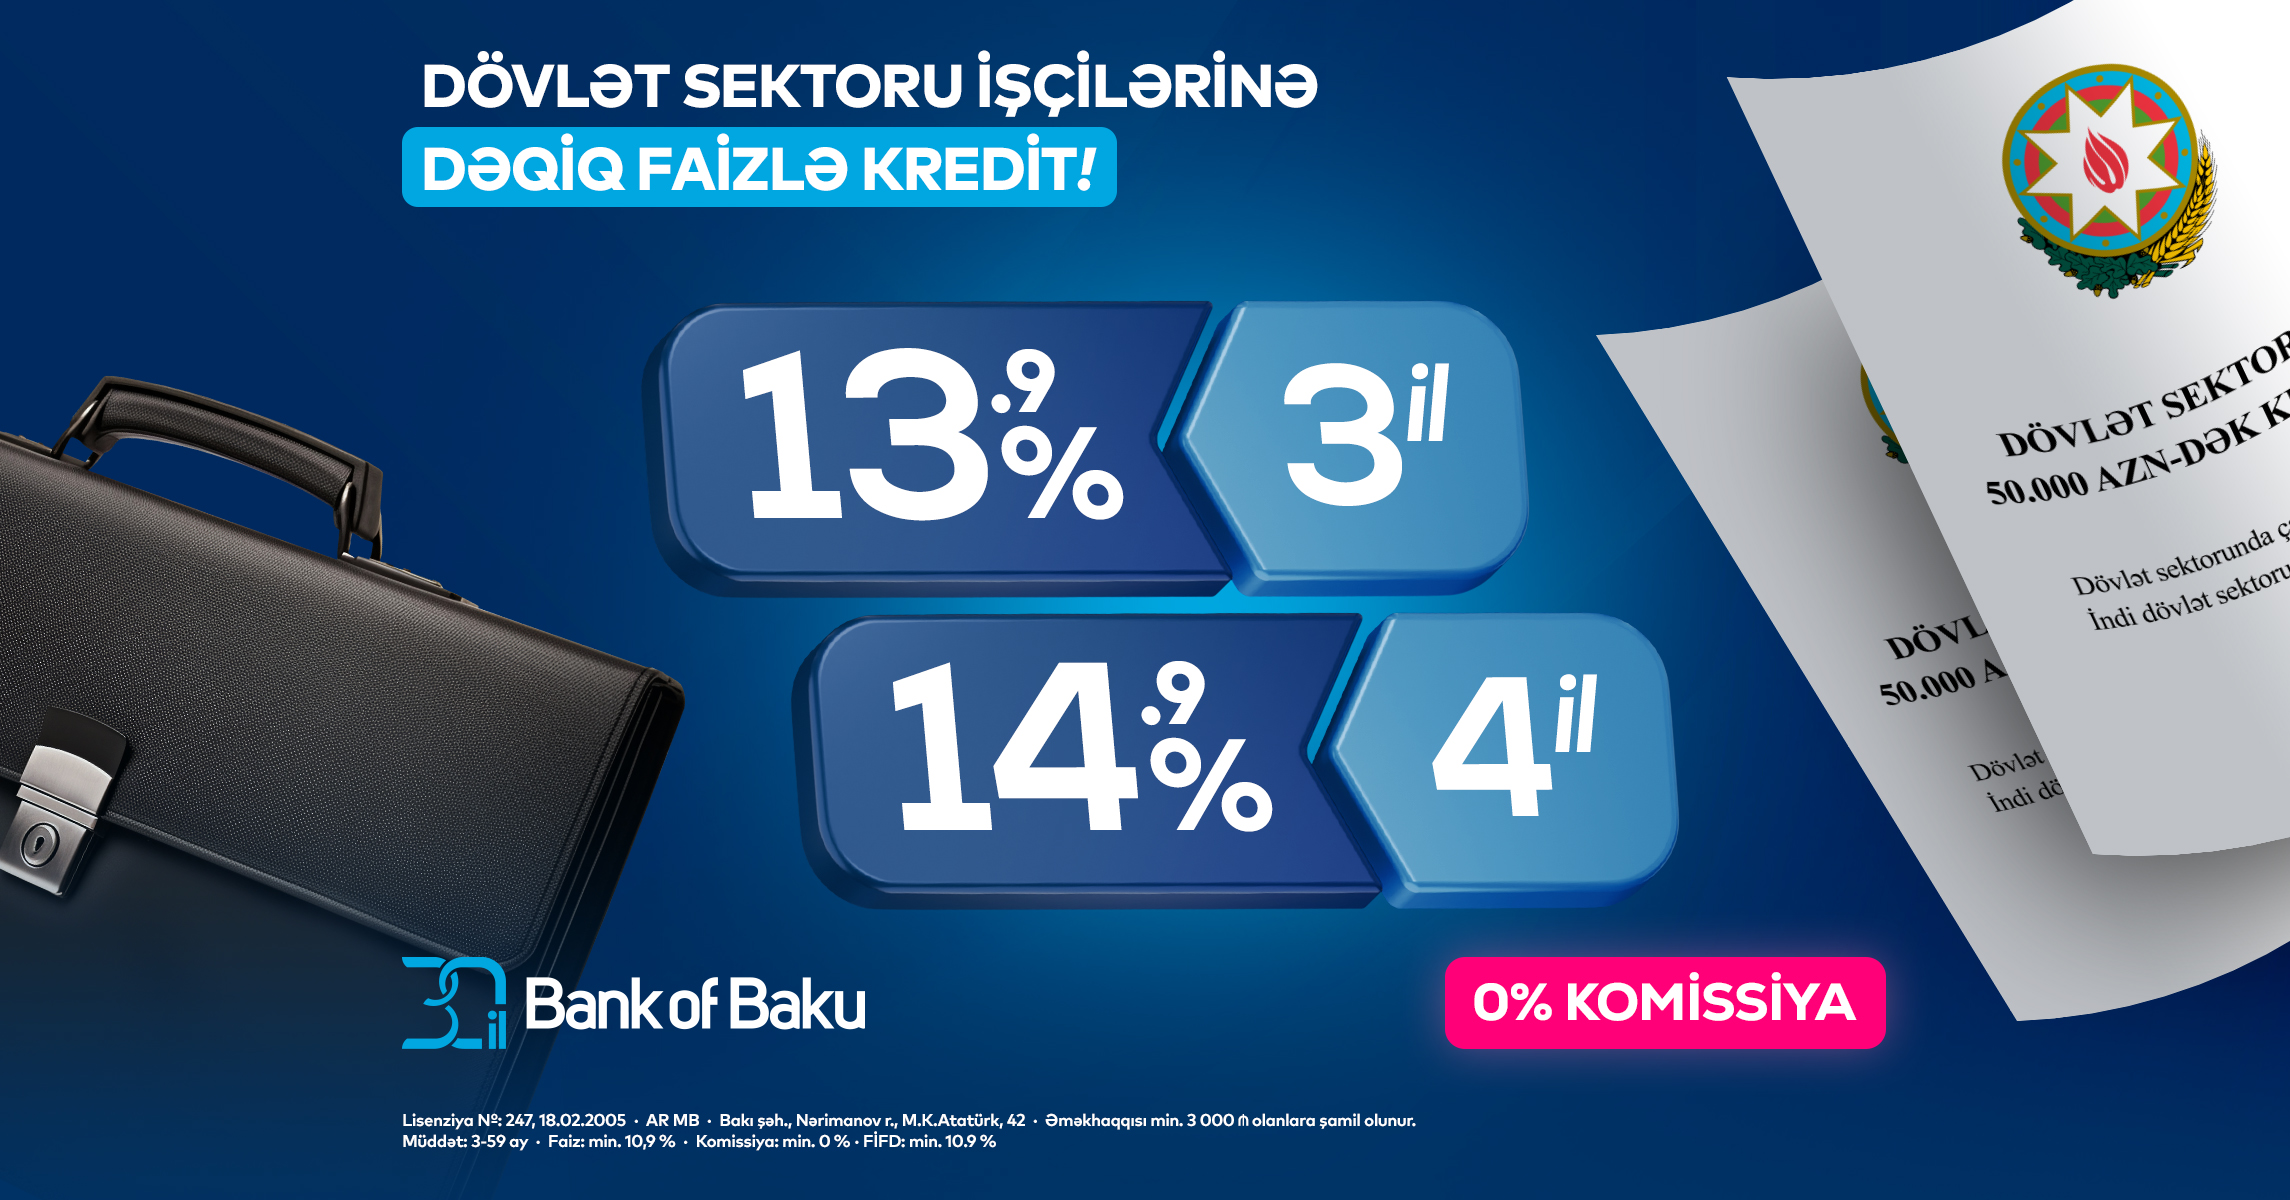 DÖVLƏT SEKTORU İŞÇİLƏRİNƏ
DƏQİQ FAİZLƏ KREDİT!
13.9% 3 il
14.9% 4 il
DÖVLƏT SEKTOR
50.000 AZN-DƏK
Dövlət sektorunda
İndi dövlət sektoru
50.000
Dövlət
İndi
30 il Bank of Baku
0% KOMİSSİYA
Lisenziya №: 247, 18.02.2005 · AR MB · Bakı şəh., Nərimanov r., M.K.Atatürk, 42 · Əməkhaqqısı min. 3 000 ₼ olanlara şamil olunur.
Müddət: 3-59 ay · Faiz: min. 10,9 % · Komissiya: min. 0 % · FİFD: min. 10.9 %